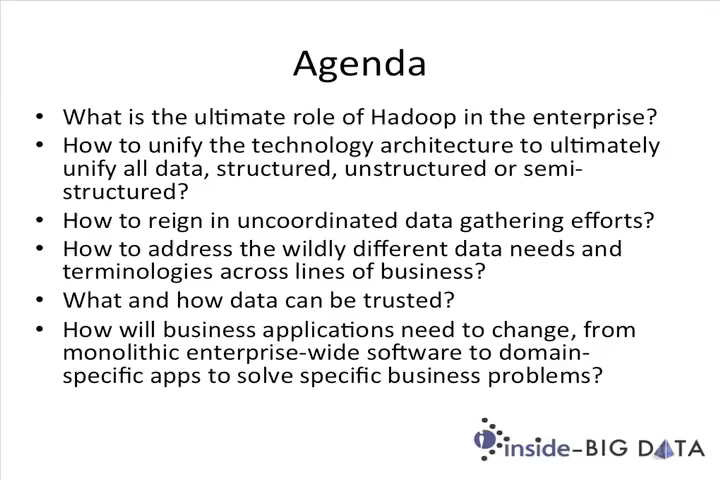 Agenda
• What is the ultimate role of Hadoop in the enterprise?
• How to unify the technology architecture to ultimately
unify all data, structured, unstructured or semi-
structured?
• How to reign in uncoordinated data gathering efforts?
• How to address the wildly different data needs and
terminologies across lines of business?
• What and how data can be trusted?
• How will business applications need to change, from
monolithic enterprise-wide software to domain-
specific apps to solve specific business problems?
inside-BIG DATA